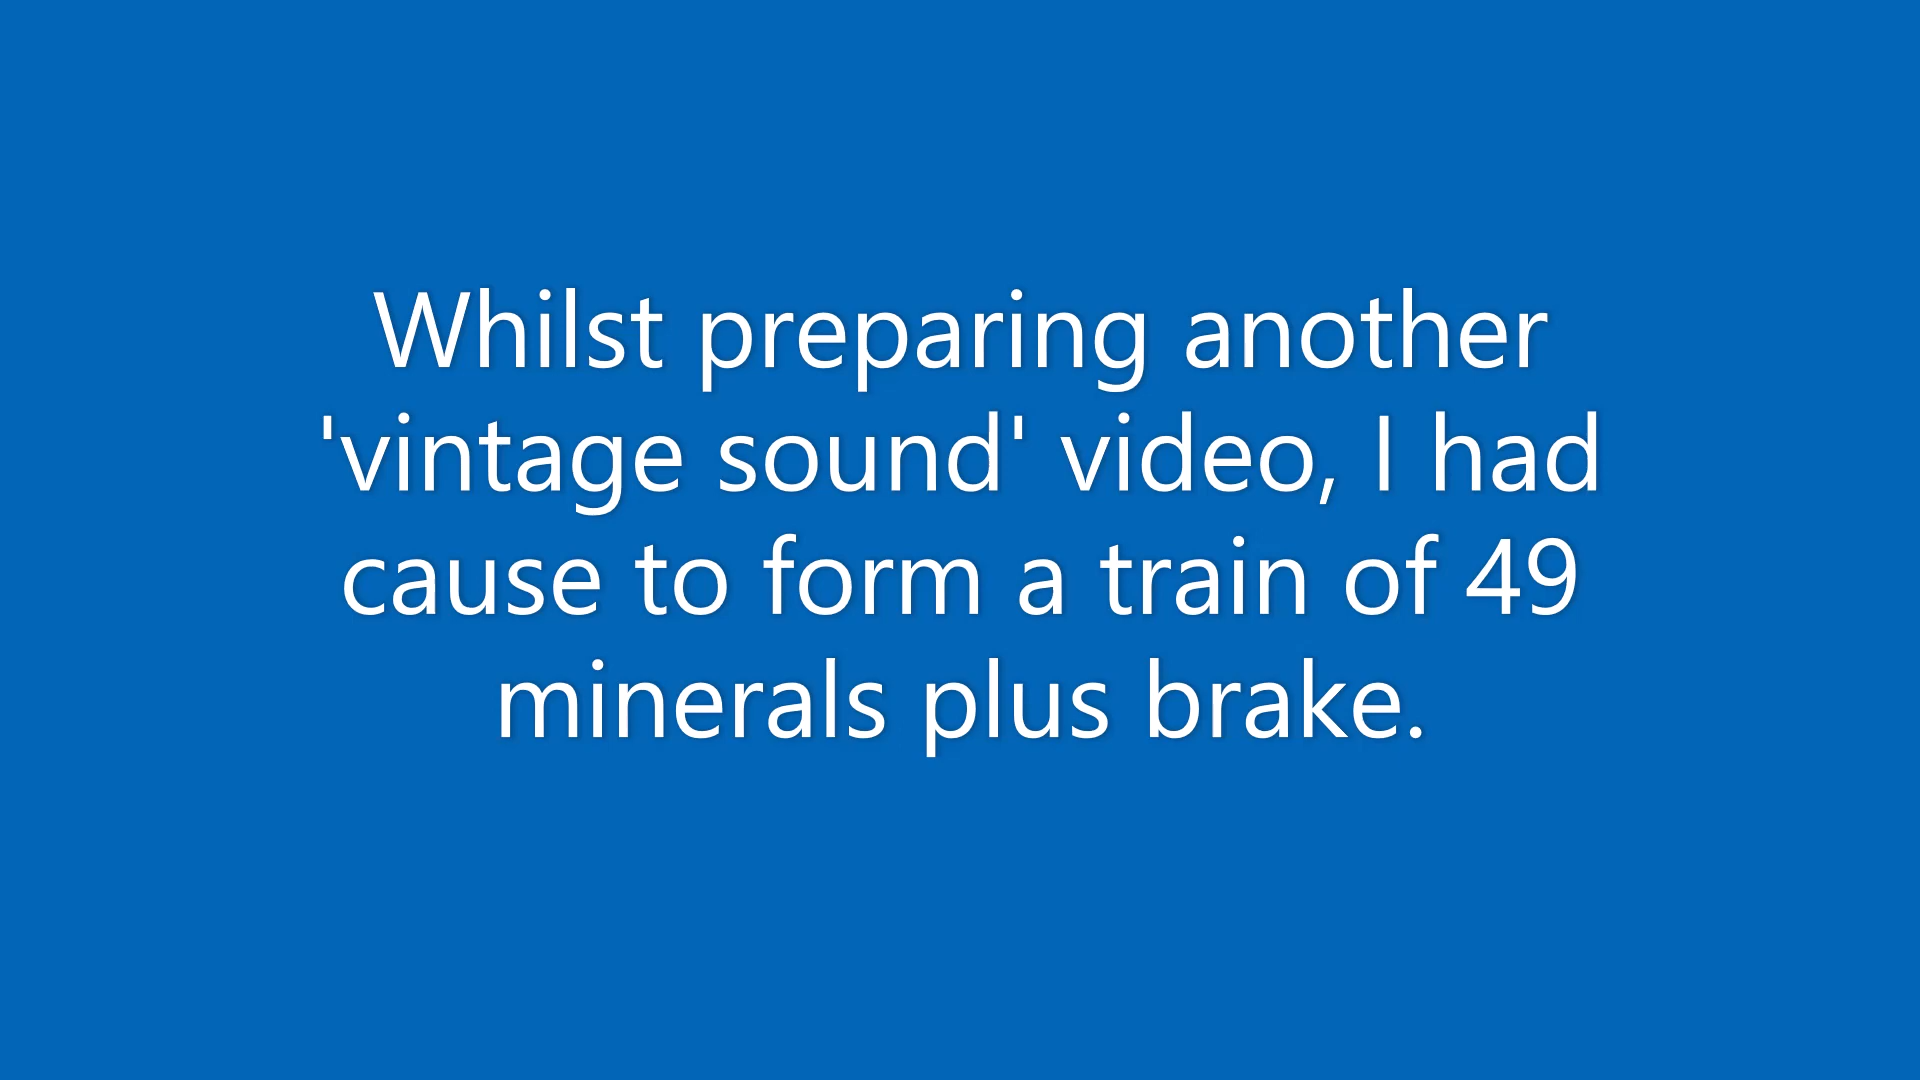 Whilst preparing another
'vintage sound' video, I had
cause to form a train of 49
minerals plus brake.